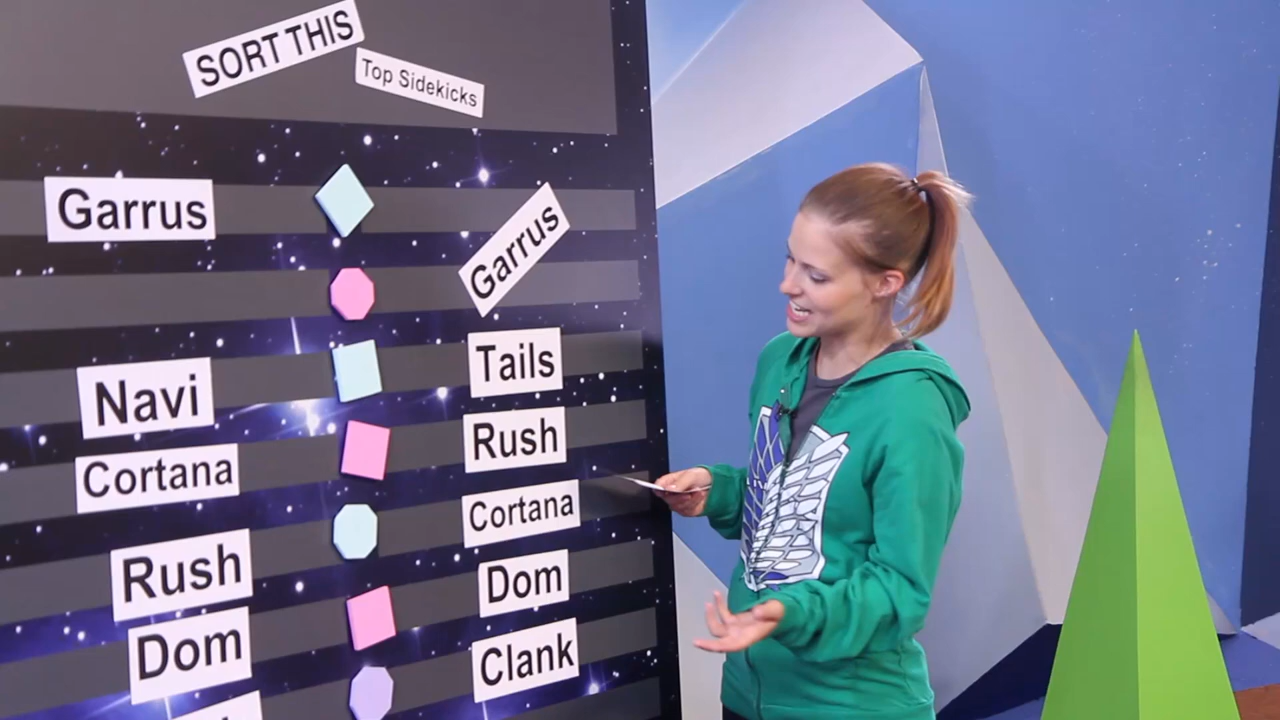 SORT THIS
Top Sidekicks
Garrus
Garrus
Tails
Navi
Rush
Cortana
Cortana
Rush
Dom
Dom
Clank